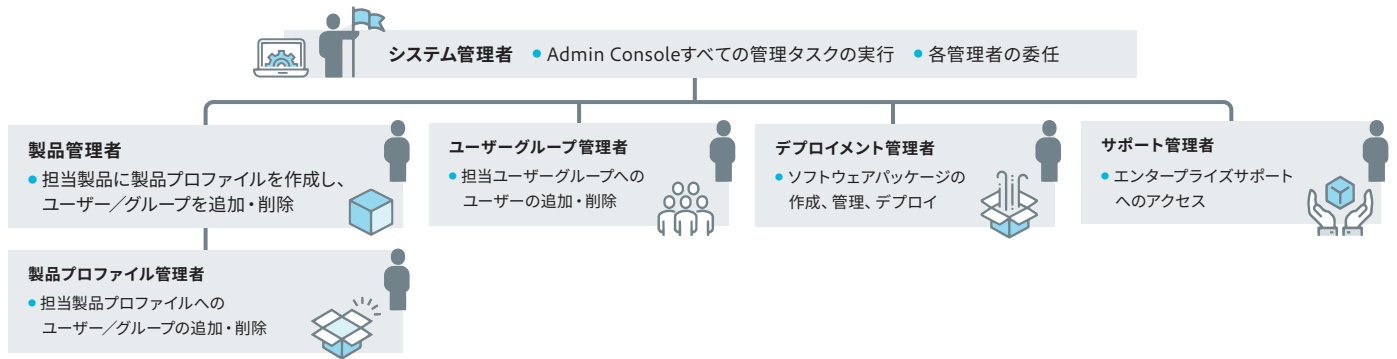 システム管理者 ● Admin Consoleすべての管理タスクの実行 ● 各管理者の委任
製品管理者
● 担当製品に製品プロファイルを作成し、
ユーザー／グループを追加・削除
ユーザーグループ管理者
● 担当ユーザーグループへの
ユーザーの追加・削除
デプロイメント管理者
● ソフトウェアパッケージの
作成、管理、デプロイ
サポート管理者
● エンタープライズサポート
へのアクセス
製品プロファイル管理者
● 担当製品プロファイルへの
ユーザー／グループの追加・削除